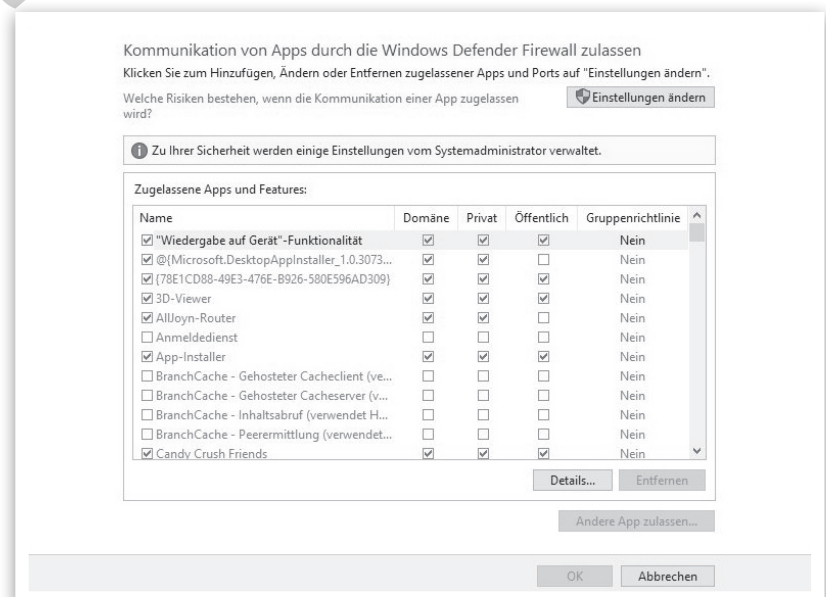 Kommunikation von Apps durch die Windows Defender Firewall zulassen
Klicken Sie zum Hinzufügen, Ändern oder Entfernen zugelassener Apps und Ports auf "Einstellungen ändern".
Welche Risiken bestehen, wenn die Kommunikation einer App zugelassen
wird?
Einstellungen ändern
Zu Ihrer Sicherheit werden einige Einstellungen vom Systemadministrator verwaltet.
Zugelassene Apps und Features:
Name Domäne Privat Öffentlich Gruppenrichtlinie
"Wiedergabe auf Gerät"-Funktionalität Nein
@{Microsoft.DesktopAppInstaller_1.0.3073... Nein
{78E1CD88-49E3-476E-B926-580E596AD309} Nein
3D-Viewer Nein
AllJoyn-Router Nein
Anmeldedienst Nein
App-Installer Nein
BranchCache - Gehosteter Cacheclient (ve... Nein
BranchCache - Gehosteter Cacheserver (v... Nein
BranchCache - Inhaltsabruf (verwendet H... Nein
BranchCache - Peerermittlung (verwendet... Nein
Candy Crush Friends Nein
Details... Entfernen
Andere App zulassen...
OK Abbrechen